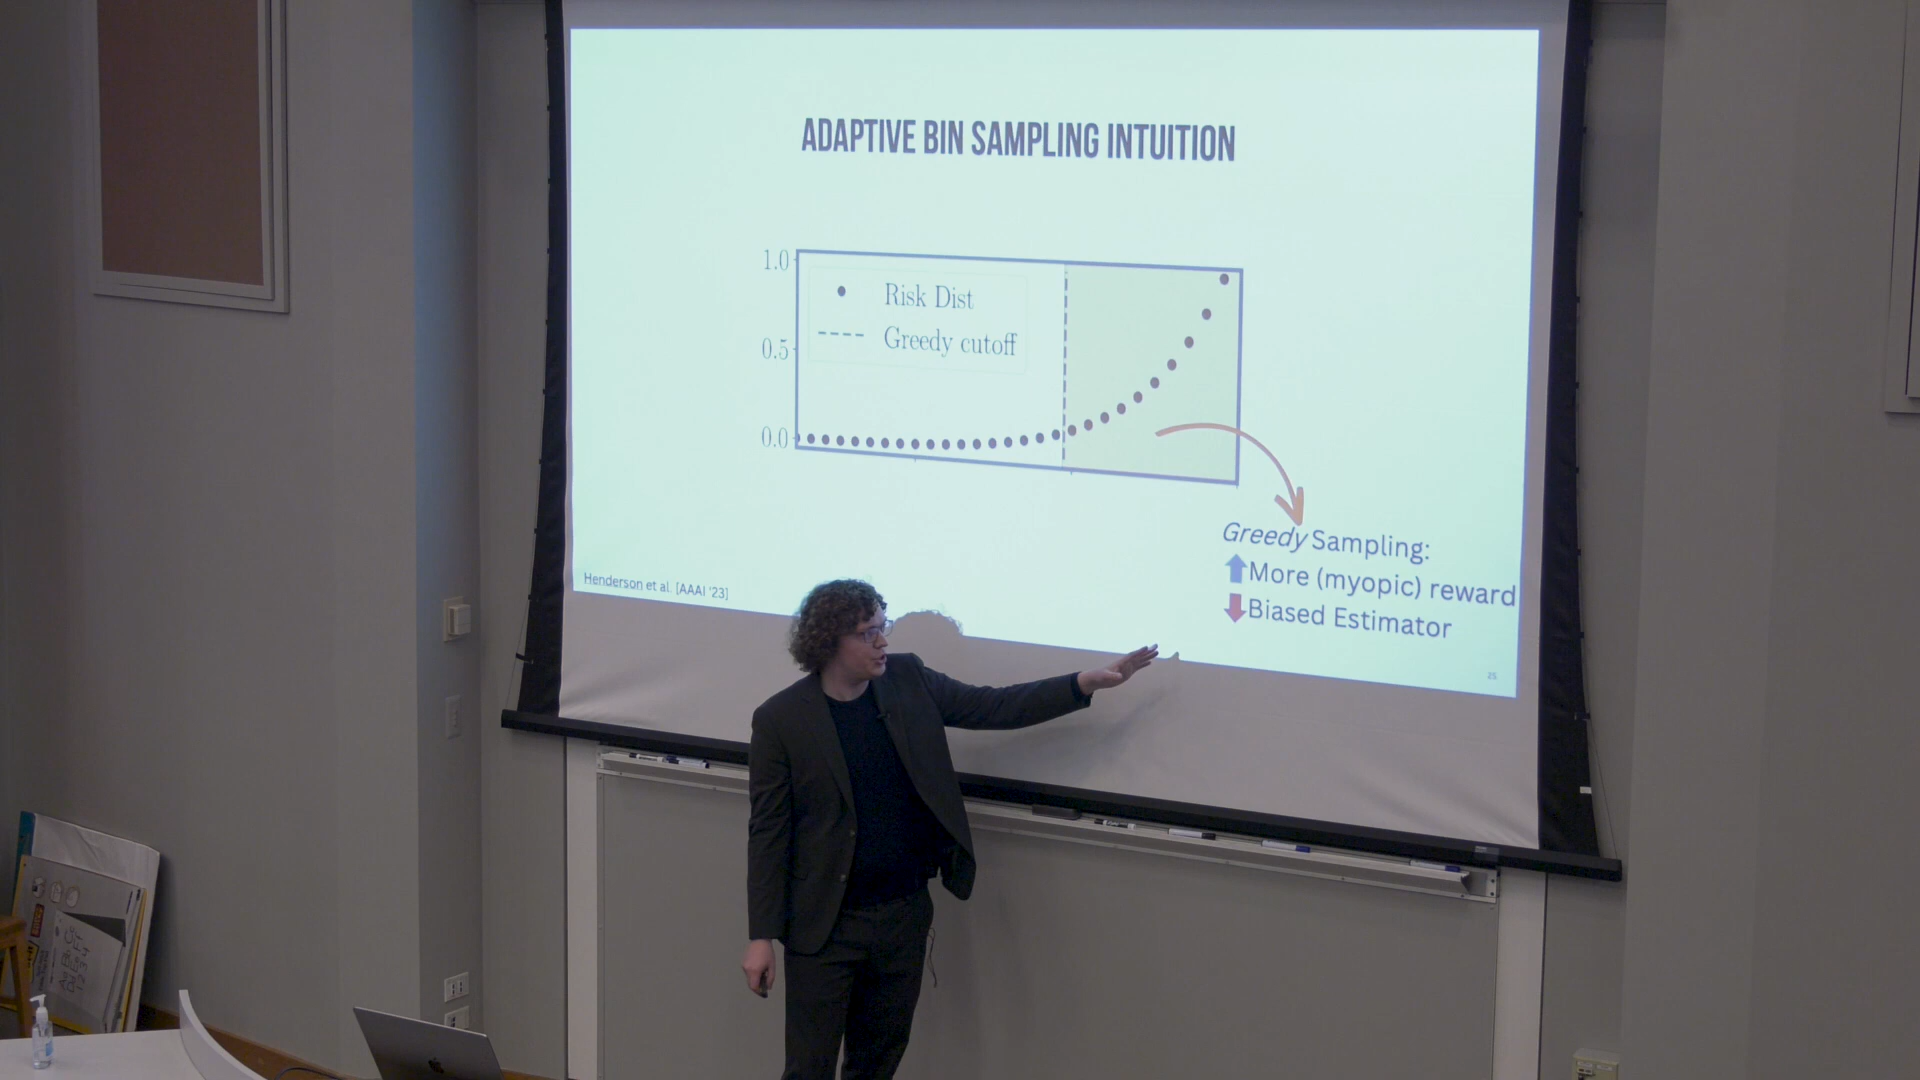 ADAPTIVE BIN SAMPLING INTUITION
1.0
Risk Dist
Greedy cutoff
0.5
0.0
Greedy Sampling:
More (myopic) reward
Biased Estimator
Henderson et al. [AAAI '23]
25